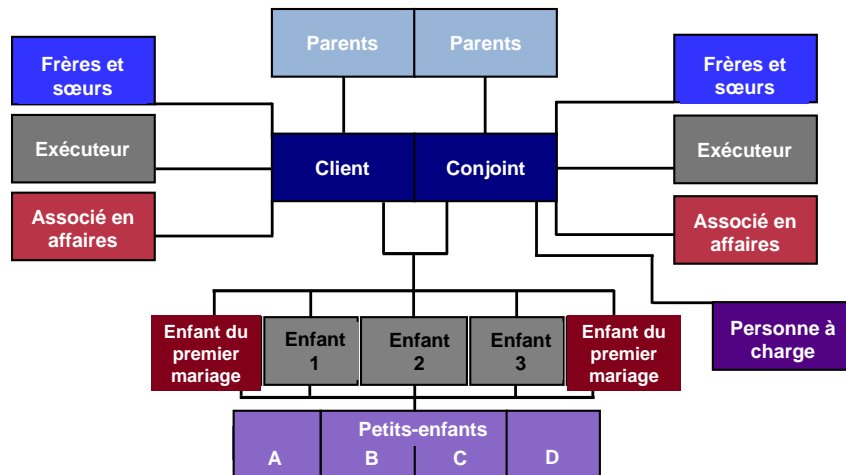 Parents
Parents
Frères et
sœurs
Frères et
sœurs
Exécuteur
Client
Conjoint
Exécuteur
Associé en
affaires
Associé en
affaires
Enfant du
premier
mariage
Enfant
1
Enfant
2
Enfant
3
Enfant du
premier
mariage
Personne à
charge
Petits-enfants
A B C D